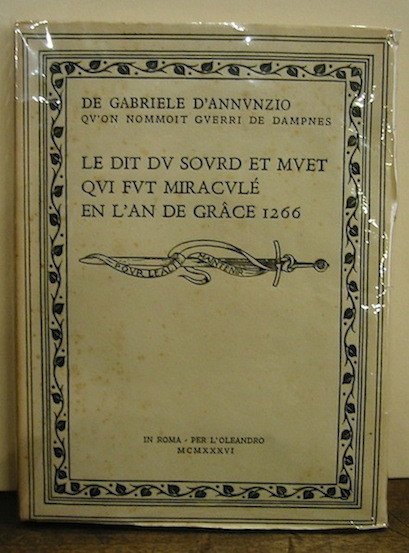 DE GABRIELE D'ANNVNZIO
QV'ON NOMMOIT GVERRI DE DAMPNES
LE DIT DV SOVRD ET MVET
QVI FVT MIRACVLÉ
EN L'AN DE GRÂCE 1266
POVR LEALT MAINTENIR
IN ROMA - PER L'OLEANDRO
MCMXXXVI